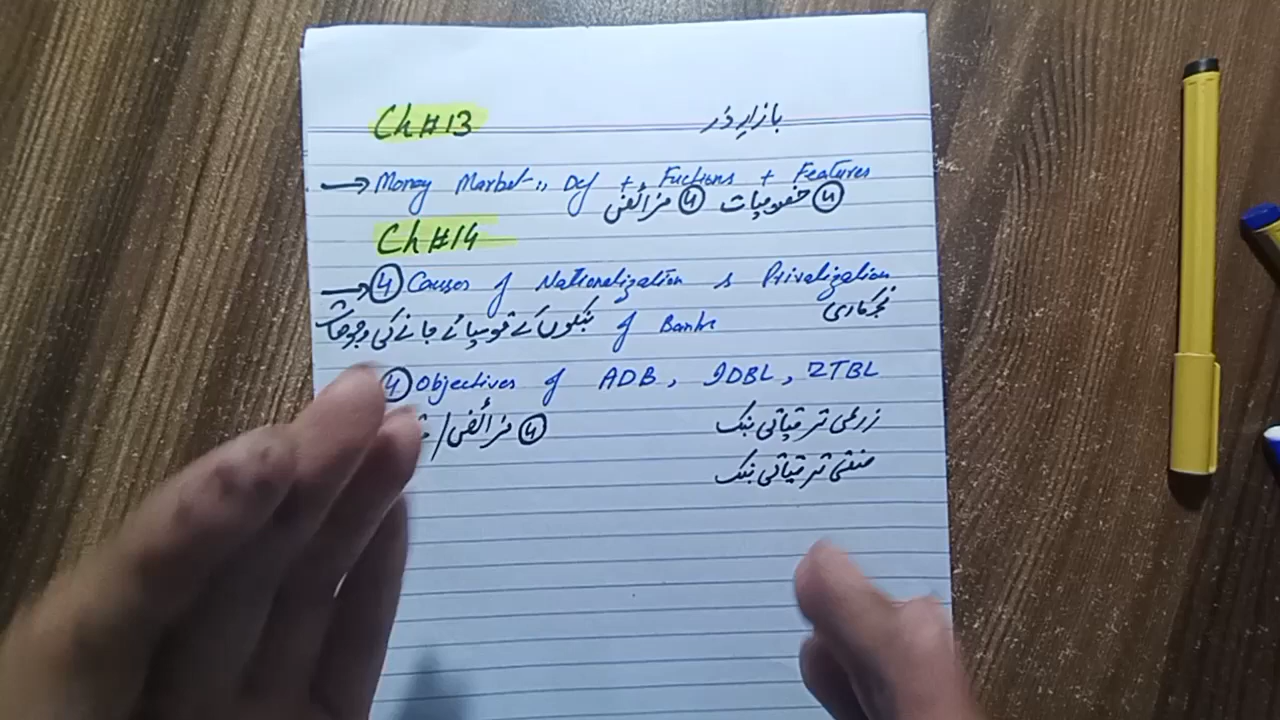 Ch # 13 بازارِ زر
→ Money Market :, Def + Fuctions + Features
④ خصوصیات ④ فرائض
Ch # 14
→ ④ Causes of Nationalization & Privalization
نجکاری
of Banks بنکوں کے قومیائے جانے کی وجوہات
④ Objectives of ADB, IDBL, ZTBL
④ فرائض/ زرعی ترقیاتی بنک
صنعتی ترقیاتی بنک